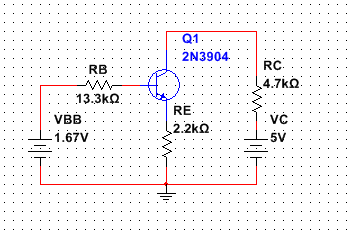 Q1
2N3904
RB
13.3kΩ
RC
4.7kΩ
RE
2.2kΩ
VBB
1.67V
VC
5V